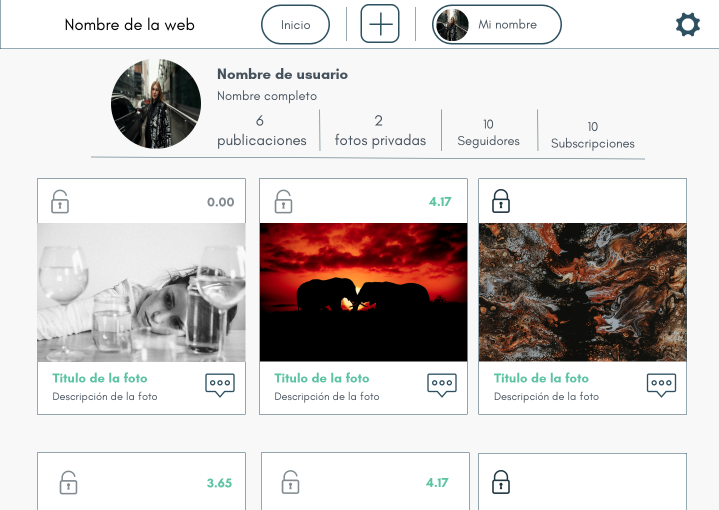 Nombre de la web
Inicio
Mi nombre
Nombre de usuario
Nombre completo
6
publicaciones
2
fotos privadas
10
Seguidores
10
Subscripciones
0.00
4.17
Titulo de la foto
Descripción de la foto
Titulo de la foto
Descripción de la foto
Titulo de la foto
Descripción de la foto
3.65
4.17